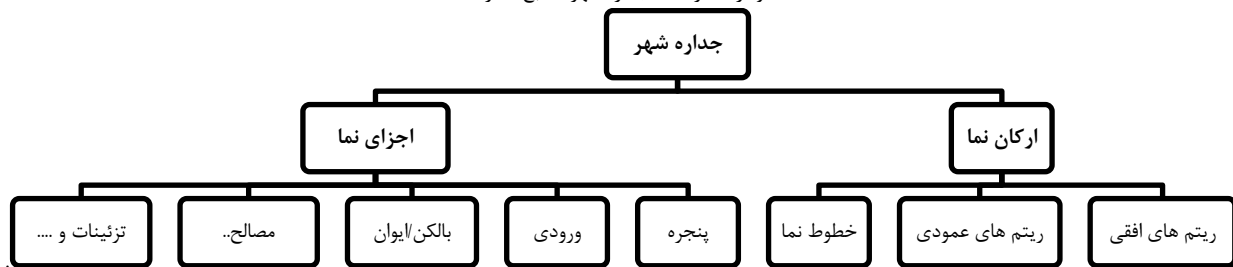 جداره شهر
ارکان نما
اجزای نما
ریتم های افقی
ریتم های عمودی
خطوط نما
پنجره
ورودی
بالکن/ایوان
مصالح..
تزئینات و ....